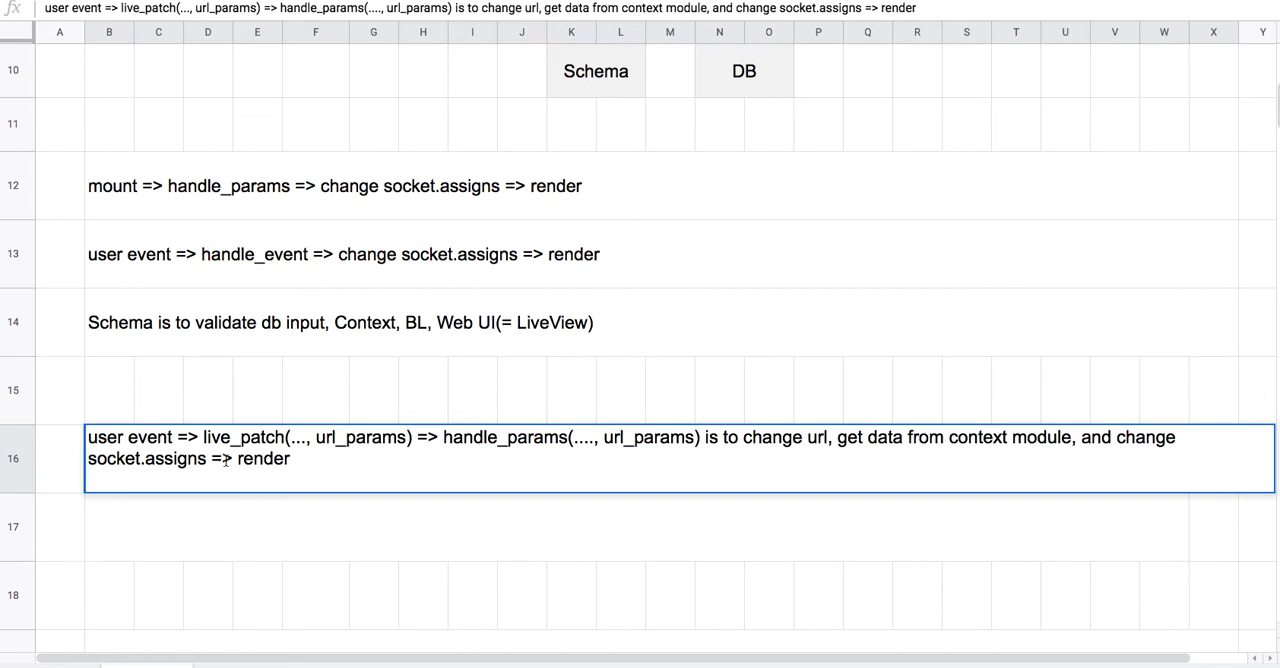 fx user event => live_patch(..., url_params) => handle_params(...., url_params) is to change url, get data from context module, and change socket.assigns => render
A B C D E F G H I J K L M N O P Q R S T U V W X Y
10 Schema DB
11
12 mount => handle_params => change socket.assigns => render
13 user event => handle_event => change socket.assigns => render
14 Schema is to validate db input, Context, BL, Web UI(= LiveView)
15
user event => live_patch(..., url_params) => handle_params(...., url_params) is to change url, get data from context module, and change
16 socket.assigns => render
17
18